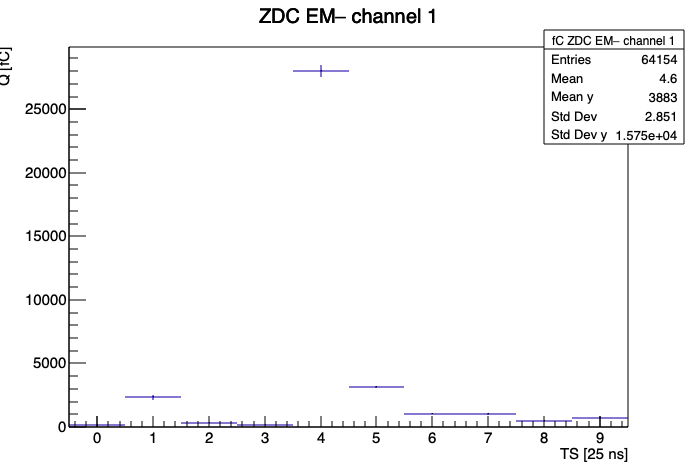 ZDC EM– channel 1
fC ZDC EM– channel 1
Entries 64154
Mean 4.6
Mean y 3883
Std Dev 2.851
Std Dev y 1.575e+04
Q [fC]
25000
20000
15000
10000
5000
0
0 1 2 3 4 5 6 7 8 9
TS [25 ns]